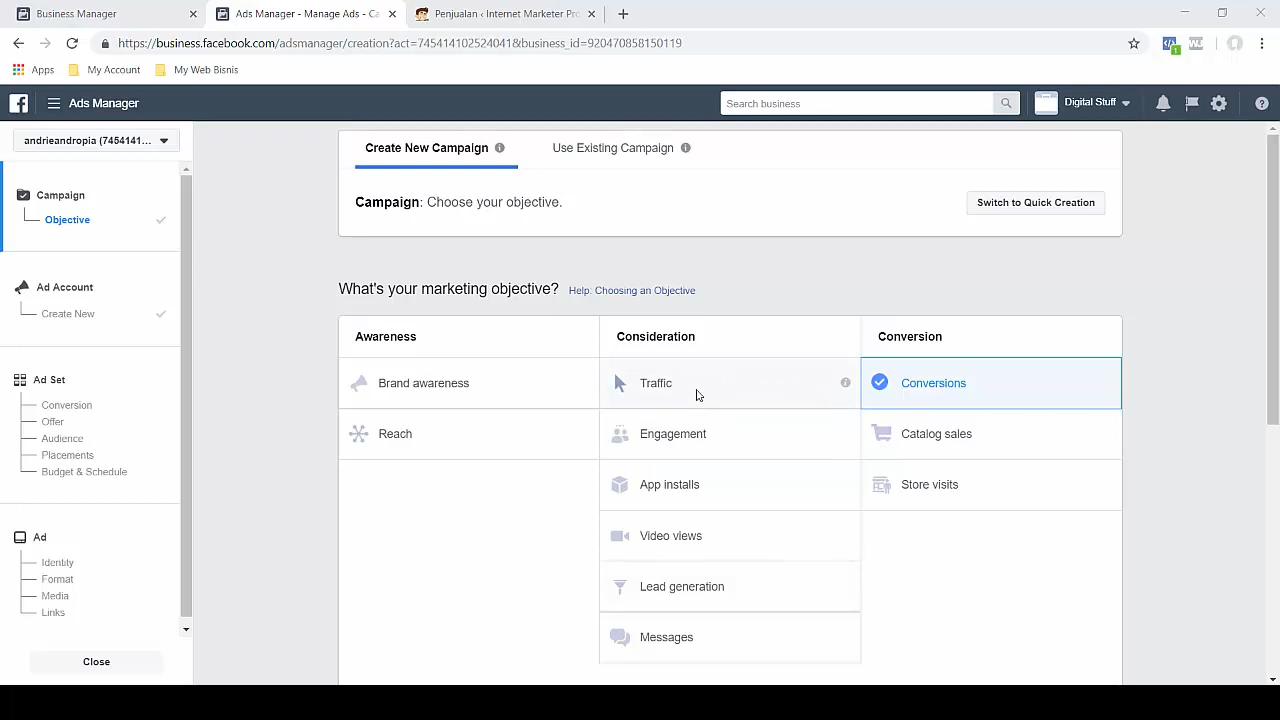 Business Manager
Ads Manager - Manage Ads - Ca
Penjualan ‹ Internet Marketer Pro
https://business.facebook.com/adsmanager/creation?act=745414102524041&business_id=920470858150119
Apps
My Account
My Web Bisnis
Ads Manager
Search business
Digital Stuff
andrieandropia (7454141...
Create New Campaign
Use Existing Campaign
Campaign
Objective
Campaign: Choose your objective.
Switch to Quick Creation
Ad Account
Create New
What's your marketing objective? Help: Choosing an Objective
Awareness
Consideration
Conversion
Brand awareness
Traffic
Conversions
Reach
Engagement
Catalog sales
App installs
Store visits
Video views
Lead generation
Messages
Ad Set
Conversion
Offer
Audience
Placements
Budget & Schedule
Ad
Identity
Format
Media
Links
Close